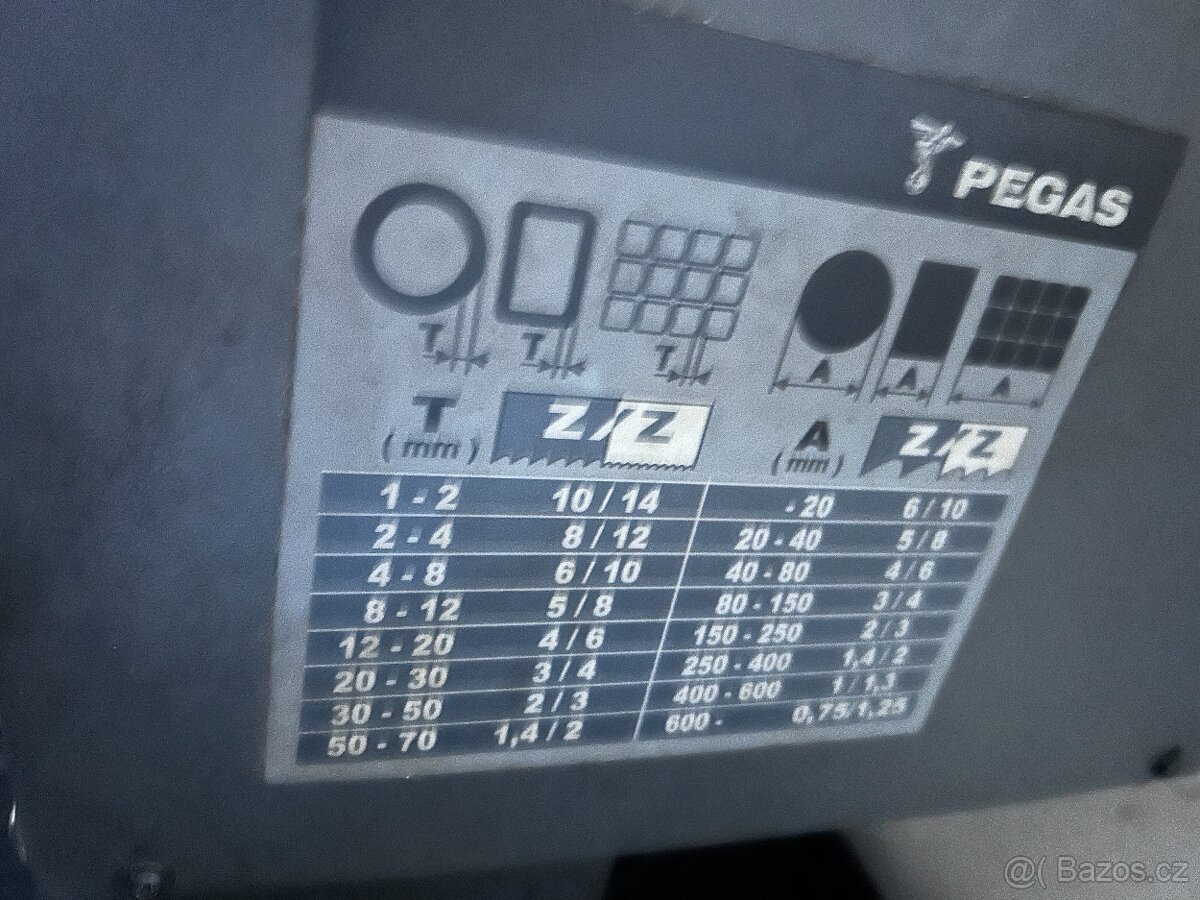 PEGAS
T T T A A A
T Z/Z A Z/Z
(mm) (mm)
1 - 2 10 / 14 - 20 6 / 10
2 - 4 8 / 12 20 - 40 5 / 8
4 - 8 6 / 10 40 - 80 4 / 6
8 - 12 5 / 8 80 - 150 3 / 4
12 - 20 4 / 6 150 - 250 2 / 3
20 - 30 3 / 4 250 - 400 1,4 / 2
30 - 50 2 / 3 400 - 600 1 / 1,3
50 - 70 1,4 / 2 600 - 0,75/1,25
@( Bazos.cz